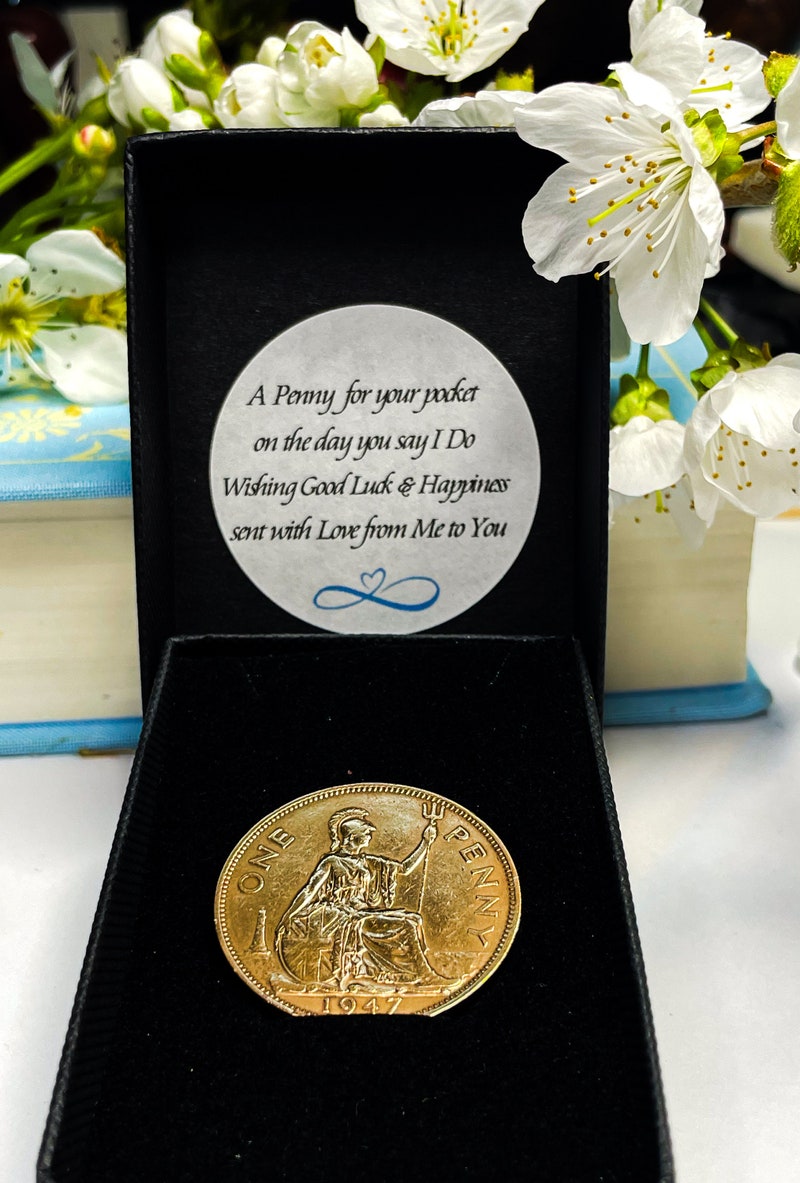 A Penny for your pocket
on the day you say I Do
Wishing Good Luck & Happiness
sent with Love from Me to You
ONE PENNY
1947